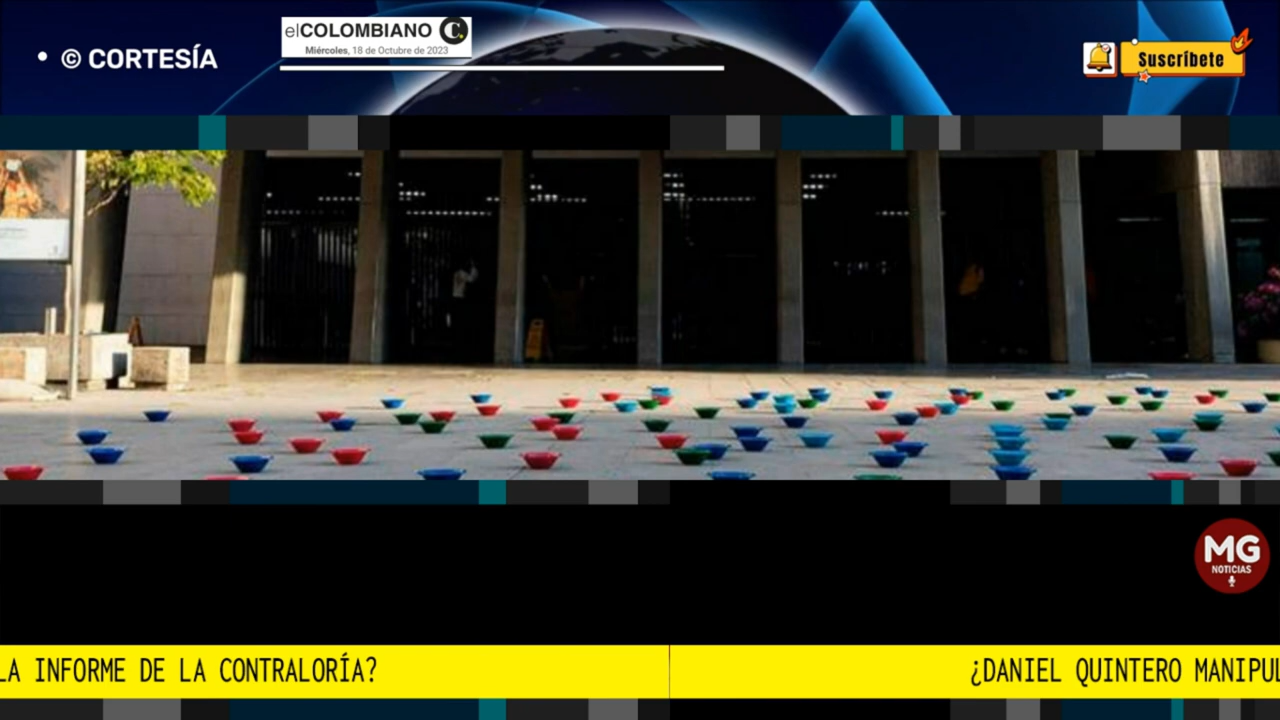 • © CORTESÍA
elCOLOMBIANO C.
Miércoles, 18 de Octubre de 2023
Suscríbete
MG
NOTICIAS
LA INFORME DE LA CONTRALORÍA?
¿DANIEL QUINTERO MANIPUL